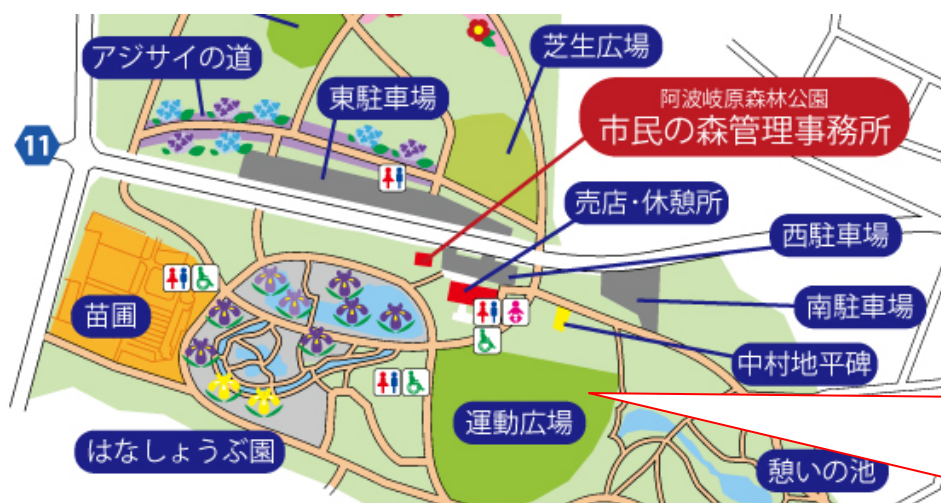 アジサイの道
芝生広場
東駐車場
阿波岐原森林公園
市民の森管理事務所
11
売店・休憩所
西駐車場
苗圃
南駐車場
中村地平碑
運動広場
はなしょうぶ園
憩いの池